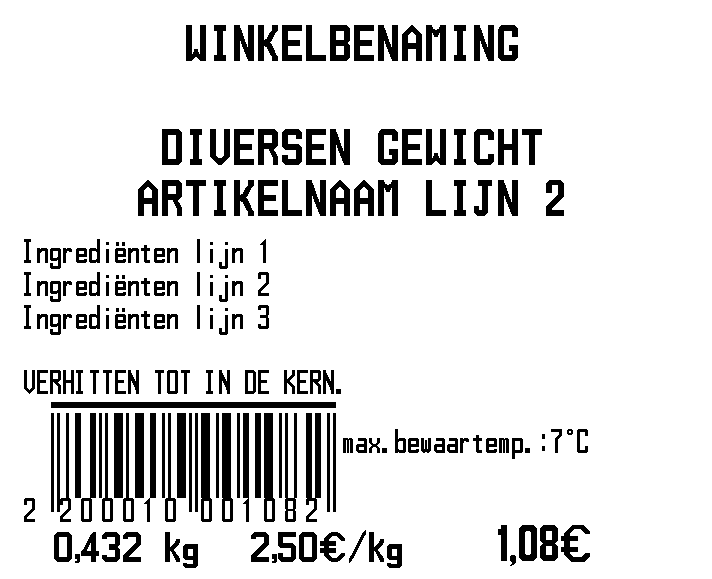 WINKELBENAMING
DIVERSEN GEWICHT
ARTIKELNAAM LIJN 2
Ingrediënten lijn 1
Ingrediënten lijn 2
Ingrediënten lijn 3
VERHITTEN TOT IN DE KERN.
max.bewaartemp.:7°C
2 200010 001082
0,432 kg 2,50€/kg 1,08€